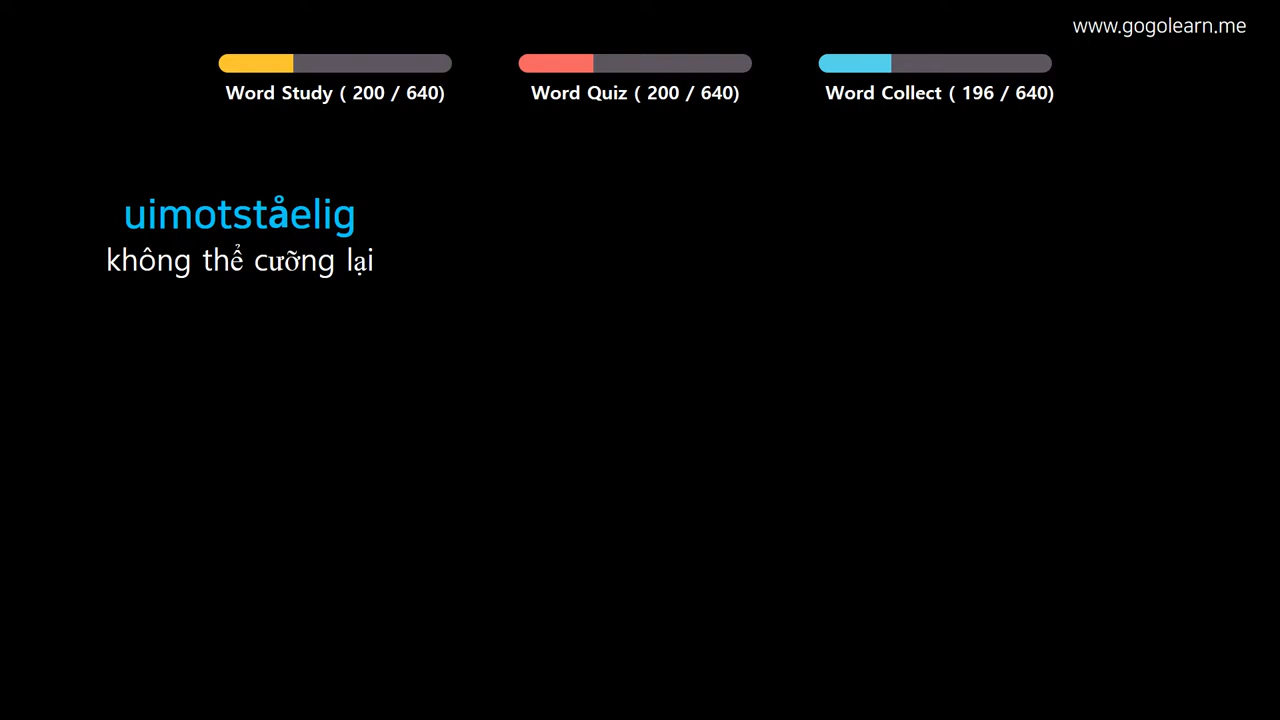 www.gogolearn.me
Word Study ( 200 / 640)
Word Quiz ( 200 / 640)
Word Collect ( 196 / 640)
uimotståelig
không thể cưỡng lại